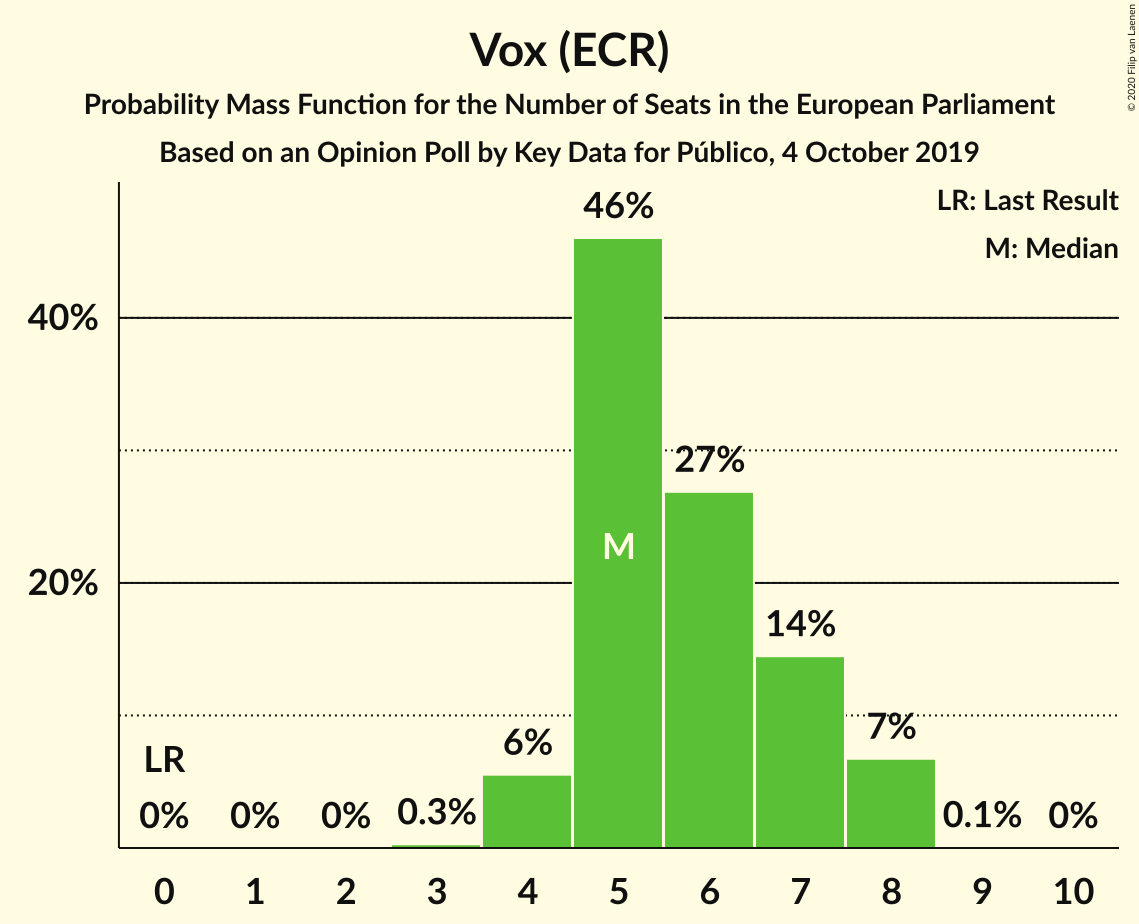 Vox (ECR)
Probability Mass Function for the Number of Seats in the European Parliament
Based on an Opinion Poll by Key Data for Público, 4 October 2019
© 2020 Filip van Laenen
LR: Last Result
M: Median
46%
40%
27%
M
20%
14%
7%
6%
LR
0% 0% 0% 0.3% 0.1% 0%
0 1 2 3 4 5 6 7 8 9 10